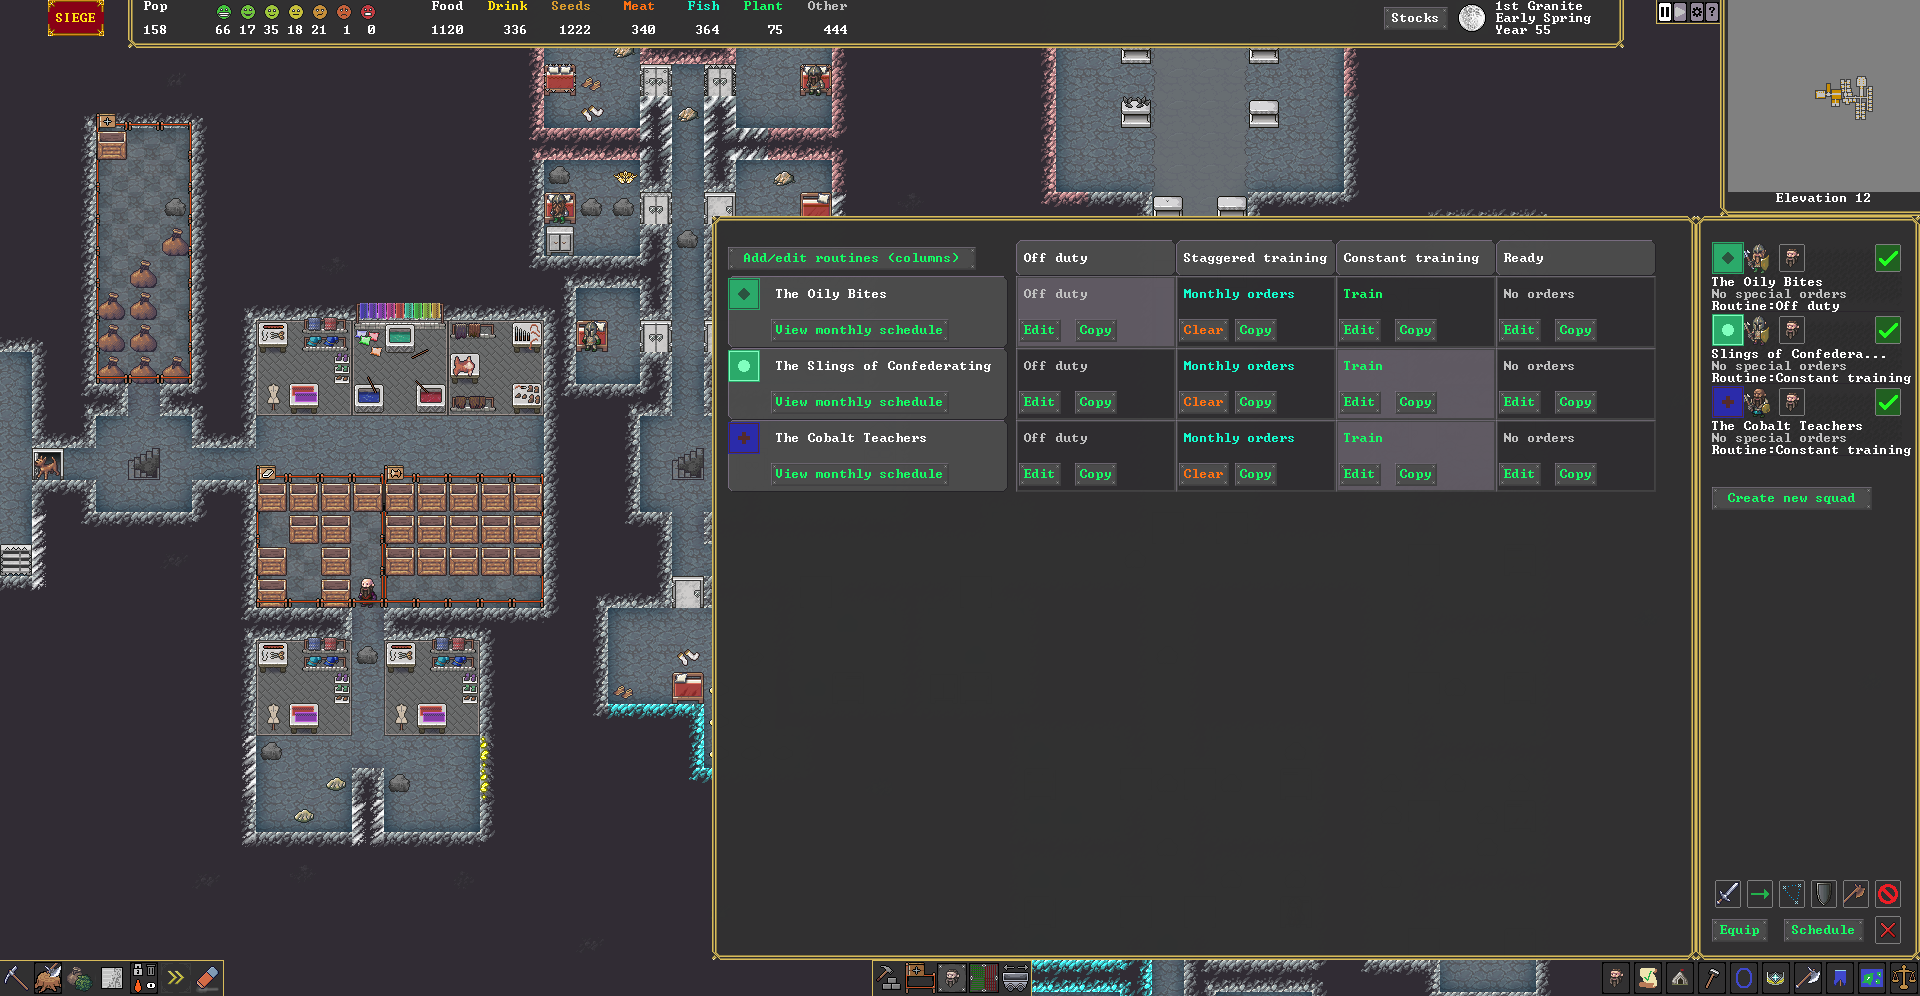 SIEGE
Pop Food Drink Seeds Meat Fish Plant Other
158 66 17 35 18 21 1 0 1120 336 1222 340 364 75 444
Stocks
1st Granite
Early Spring
Year 55
?
Elevation 12
Add/edit routines (columns) Off duty Staggered training Constant training Ready
The Oily Bites Off duty Monthly orders Train No orders
View monthly schedule Edit Copy Clear Copy Edit Copy Edit Copy
The Slings of Confederating Off duty Monthly orders Train No orders
View monthly schedule Edit Copy Clear Copy Edit Copy Edit Copy
The Cobalt Teachers Off duty Monthly orders Train No orders
View monthly schedule Edit Copy Clear Copy Edit Copy Edit Copy
The Oily Bites
No special orders
Routine:Off duty
Slings of Confedera...
No special orders
Routine:Constant training
The Cobalt Teachers
No special orders
Routine:Constant training
Create new squad
Equip Schedule